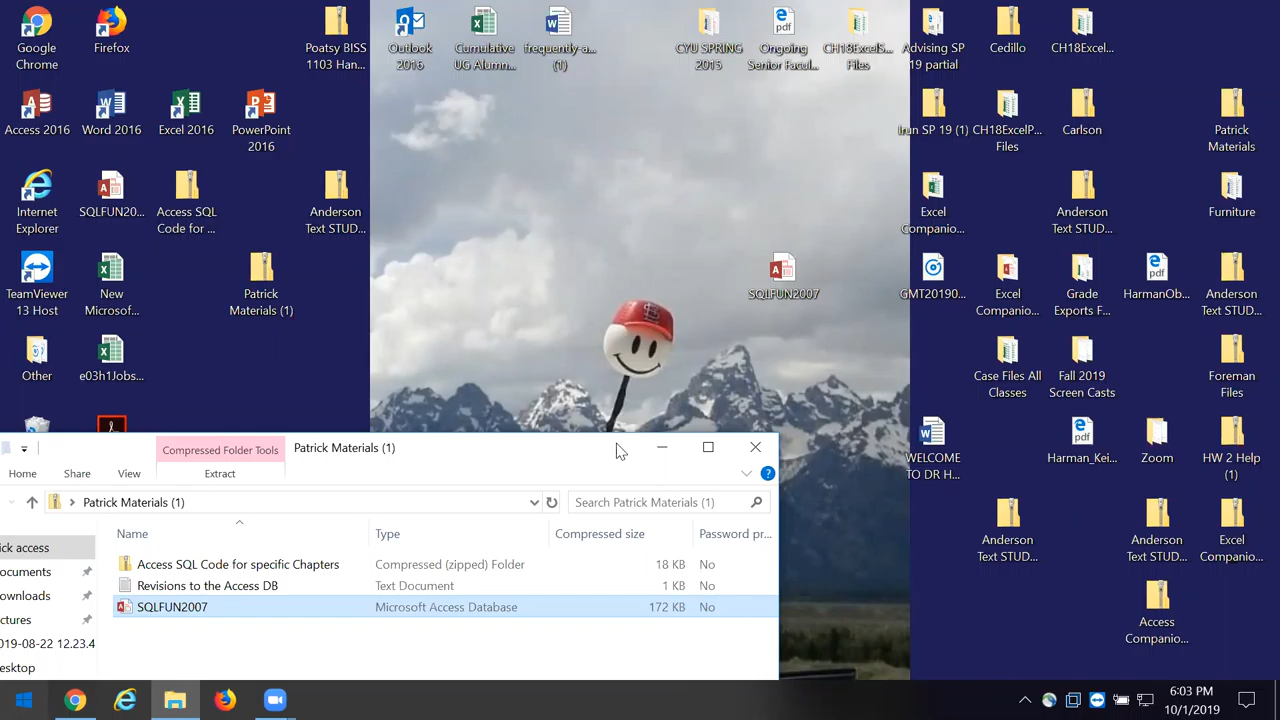 Google
Chrome
Firefox
Poatsy BISS
1103 Han...
Outlook
2016
Cumulative
UG Alumn...
frequently-a...
(1)
CYU SPRING
2015
Ongoing
Senior Facul...
CH18ExcelS...
Files
Advising SP
19 partial
Cedillo
CH18Excel...
Access 2016
Word 2016
Excel 2016
PowerPoint
2016
Irun SP 19 (1)
CH18ExcelP...
Files
Carlson
Patrick
Materials
Internet
Explorer
SQLFUN20...
Access SQL
Code for ...
Anderson
Text STUD...
Excel
Companio...
Anderson
Text STUD...
Furniture
TeamViewer
13 Host
New
Microsof...
Patrick
Materials (1)
SQLFUN2007
GMT20190...
Excel
Companio...
Grade
Exports F...
HarmanOb...
Anderson
Text STUD...
Other
e03h1Jobs...
Case Files All
Classes
Fall 2019
Screen Casts
Foreman
Files
WELCOME
TO DR H...
Harman_Kei...
Zoom
HW 2 Help
(1)
Anderson
Text STUD...
Anderson
Text STUD...
Excel
Companio...
Access
Companio...
Compressed Folder Tools
Patrick Materials (1)
Home
Share
View
Extract
Patrick Materials (1)
Search Patrick Materials (1)
Name
Type
Compressed size
Password pr...
Access SQL Code for specific Chapters
Compressed (zipped) Folder
18 KB
No
Revisions to the Access DB
Text Document
1 KB
No
SQLFUN2007
Microsoft Access Database
172 KB
No
ick access
ocuments
ownloads
ctures
019-08-22 12.23.4
esktop
6:03 PM
10/1/2019